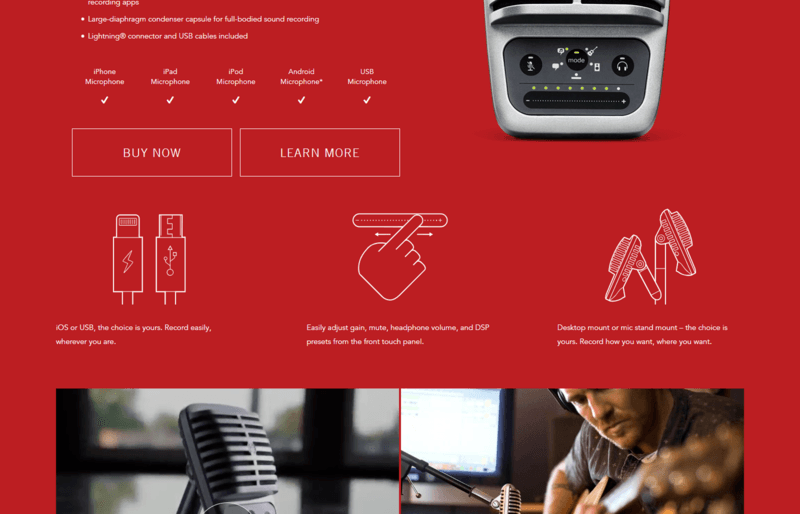 recording apps
Large-diaphragm condenser capsule for full-bodied sound recording
Lightning® connector and USB cables included
iPhone
Microphone
iPad
Microphone
iPod
Microphone
Android
Microphone*
USB
Microphone
BUY NOW
LEARN MORE
mode
iOS or USB, the choice is yours. Record easily,
wherever you are.
Easily adjust gain, mute, headphone volume, and DSP
presets from the front touch panel.
Desktop mount or mic stand mount – the choice is
yours. Record how you want, where you want.